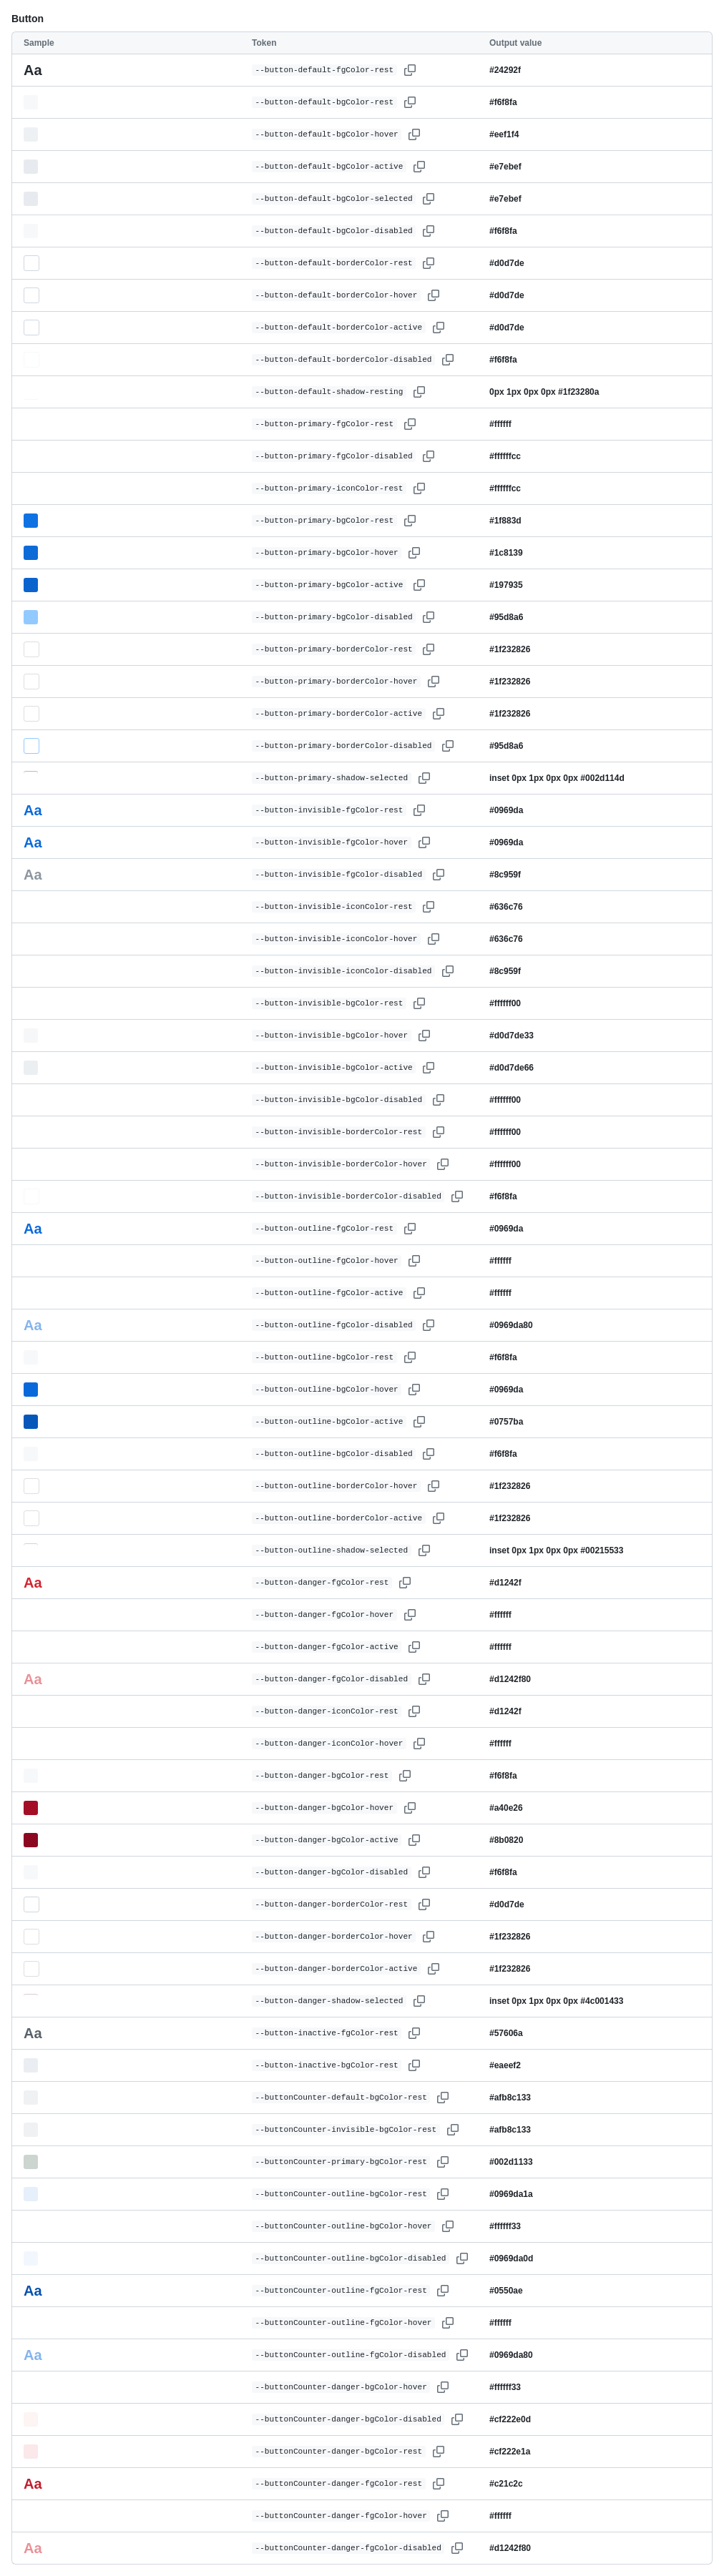 Button
Sample Token Output value
Aa --button-default-fgColor-rest #24292f
--button-default-bgColor-rest #f6f8fa
--button-default-bgColor-hover #eef1f4
--button-default-bgColor-active #e7ebef
--button-default-bgColor-selected #e7ebef
--button-default-bgColor-disabled #f6f8fa
--button-default-borderColor-rest #d0d7de
--button-default-borderColor-hover #d0d7de
--button-default-borderColor-active #d0d7de
--button-default-borderColor-disabled #f6f8fa
--button-default-shadow-resting 0px 1px 0px 0px #1f23280a
--button-primary-fgColor-rest #ffffff
--button-primary-fgColor-disabled #ffffffcc
--button-primary-iconColor-rest #ffffffcc
--button-primary-bgColor-rest #1f883d
--button-primary-bgColor-hover #1c8139
--button-primary-bgColor-active #197935
--button-primary-bgColor-disabled #95d8a6
--button-primary-borderColor-rest #1f232826
--button-primary-borderColor-hover #1f232826
--button-primary-borderColor-active #1f232826
--button-primary-borderColor-disabled #95d8a6
--button-primary-shadow-selected inset 0px 1px 0px 0px #002d114d
Aa --button-invisible-fgColor-rest #0969da
Aa --button-invisible-fgColor-hover #0969da
Aa --button-invisible-fgColor-disabled #8c959f
--button-invisible-iconColor-rest #636c76
--button-invisible-iconColor-hover #636c76
--button-invisible-iconColor-disabled #8c959f
--button-invisible-bgColor-rest #ffffff00
--button-invisible-bgColor-hover #d0d7de33
--button-invisible-bgColor-active #d0d7de66
--button-invisible-bgColor-disabled #ffffff00
--button-invisible-borderColor-rest #ffffff00
--button-invisible-borderColor-hover #ffffff00
--button-invisible-borderColor-disabled #f6f8fa
Aa --button-outline-fgColor-rest #0969da
--button-outline-fgColor-hover #ffffff
--button-outline-fgColor-active #ffffff
Aa --button-outline-fgColor-disabled #0969da80
--button-outline-bgColor-rest #f6f8fa
--button-outline-bgColor-hover #0969da
--button-outline-bgColor-active #0757ba
--button-outline-bgColor-disabled #f6f8fa
--button-outline-borderColor-hover #1f232826
--button-outline-borderColor-active #1f232826
--button-outline-shadow-selected inset 0px 1px 0px 0px #00215533
Aa --button-danger-fgColor-rest #d1242f
--button-danger-fgColor-hover #ffffff
--button-danger-fgColor-active #ffffff
Aa --button-danger-fgColor-disabled #d1242f80
--button-danger-iconColor-rest #d1242f
--button-danger-iconColor-hover #ffffff
--button-danger-bgColor-rest #f6f8fa
--button-danger-bgColor-hover #a40e26
--button-danger-bgColor-active #8b0820
--button-danger-bgColor-disabled #f6f8fa
--button-danger-borderColor-rest #d0d7de
--button-danger-borderColor-hover #1f232826
--button-danger-borderColor-active #1f232826
--button-danger-shadow-selected inset 0px 1px 0px 0px #4c001433
Aa --button-inactive-fgColor-rest #57606a
--button-inactive-bgColor-rest #eaeef2
--buttonCounter-default-bgColor-rest #afb8c133
--buttonCounter-invisible-bgColor-rest #afb8c133
--buttonCounter-primary-bgColor-rest #002d1133
--buttonCounter-outline-bgColor-rest #0969da1a
--buttonCounter-outline-bgColor-hover #ffffff33
--buttonCounter-outline-bgColor-disabled #0969da0d
Aa --buttonCounter-outline-fgColor-rest #0550ae
--buttonCounter-outline-fgColor-hover #ffffff
Aa --buttonCounter-outline-fgColor-disabled #0969da80
--buttonCounter-danger-bgColor-hover #ffffff33
--buttonCounter-danger-bgColor-disabled #cf222e0d
--buttonCounter-danger-bgColor-rest #cf222e1a
Aa --buttonCounter-danger-fgColor-rest #c21c2c
--buttonCounter-danger-fgColor-hover #ffffff
Aa --buttonCounter-danger-fgColor-disabled #d1242f80